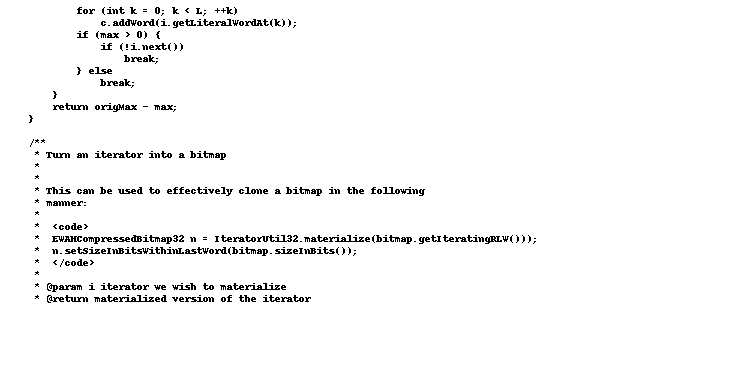 for (int k = 0; k < L; ++k)
c.addWord(i.getLiteralWordAt(k));
if (max > 0) {
if (!i.next())
break;
} else
break;
}
return origMax - max;
}
/**
* Turn an iterator into a bitmap
*
*
* This can be used to effectively clone a bitmap in the following
* manner:
*
* <code>
* EWAHCompressedBitmap32 n = IteratorUtil32.materialize(bitmap.getIteratingRLW()));
* n.setSizeInBitsWithinLastWord(bitmap.sizeInBits());
* </code>
*
* @param i iterator we wish to materialize
* @return materialized version of the iterator